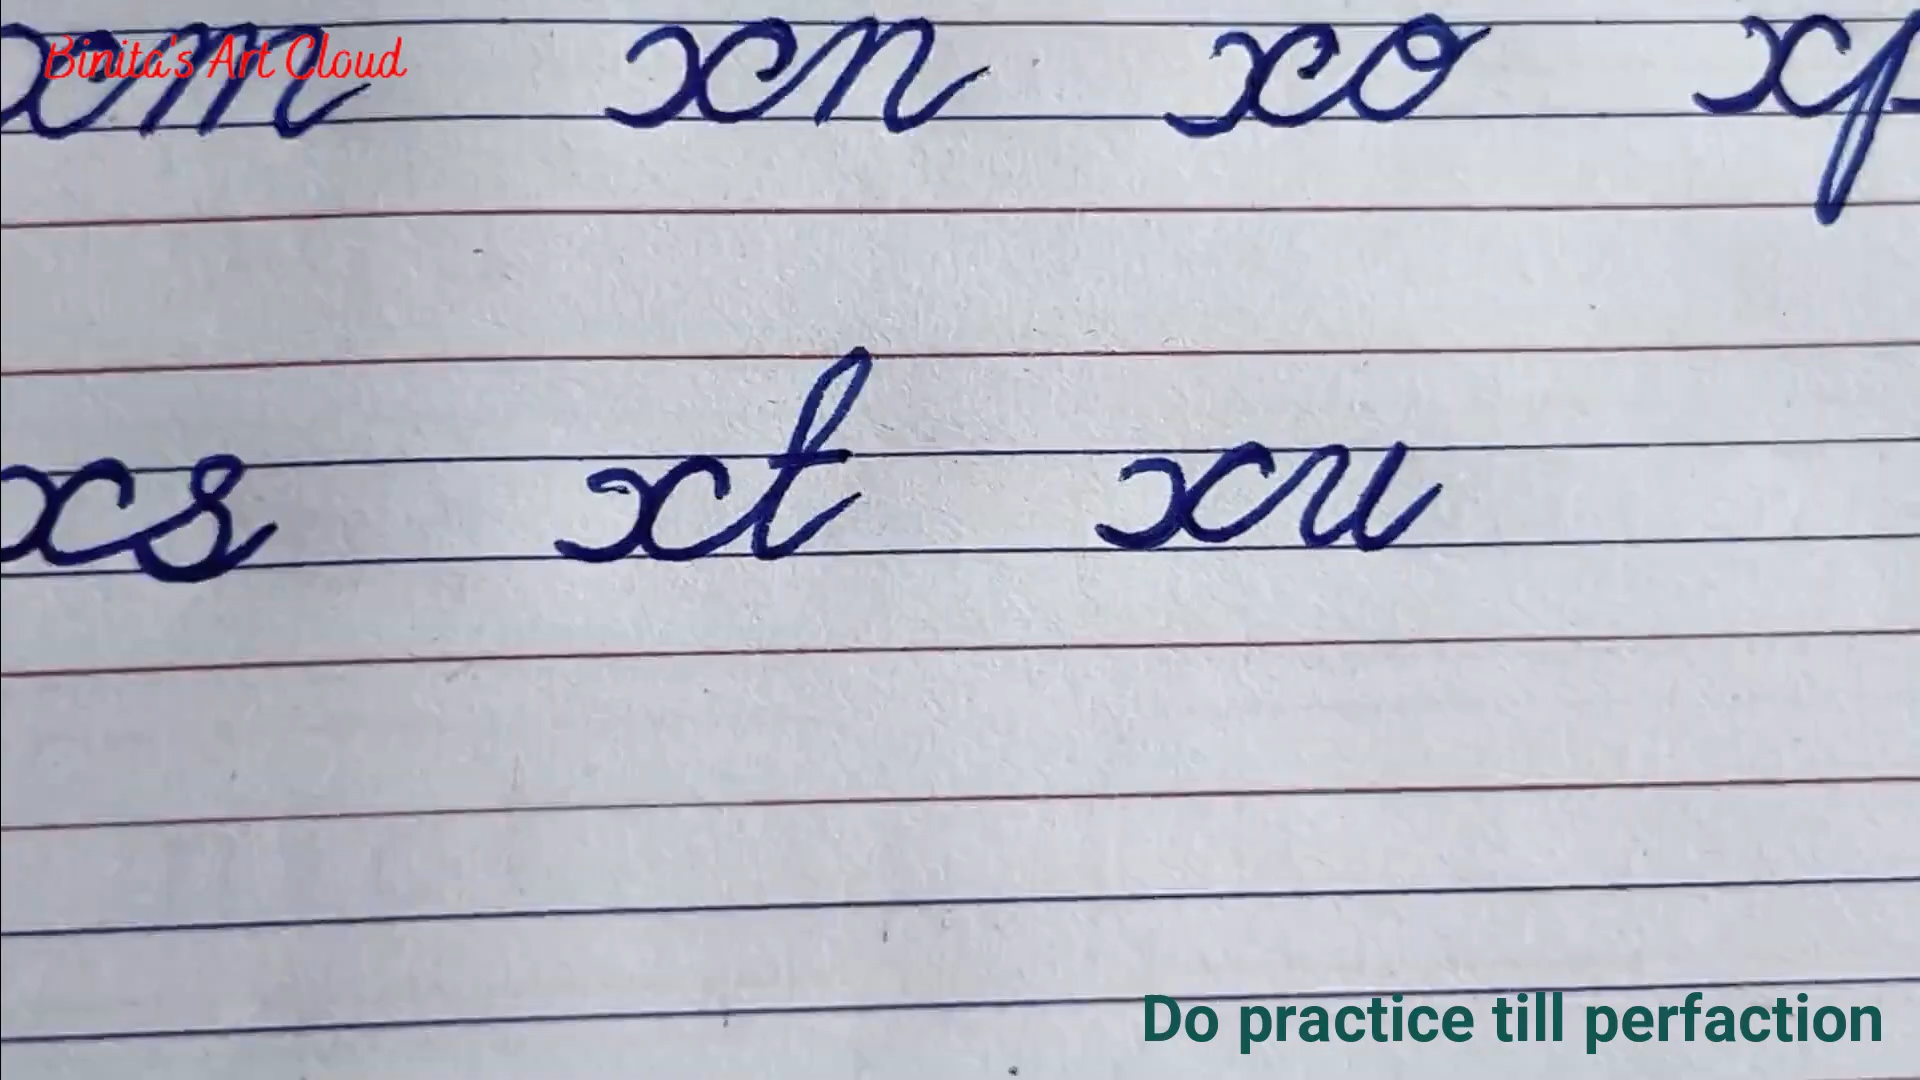 Binita's Art Cloud
xm xn xo xp
xs xt xu
Do practice till perfaction